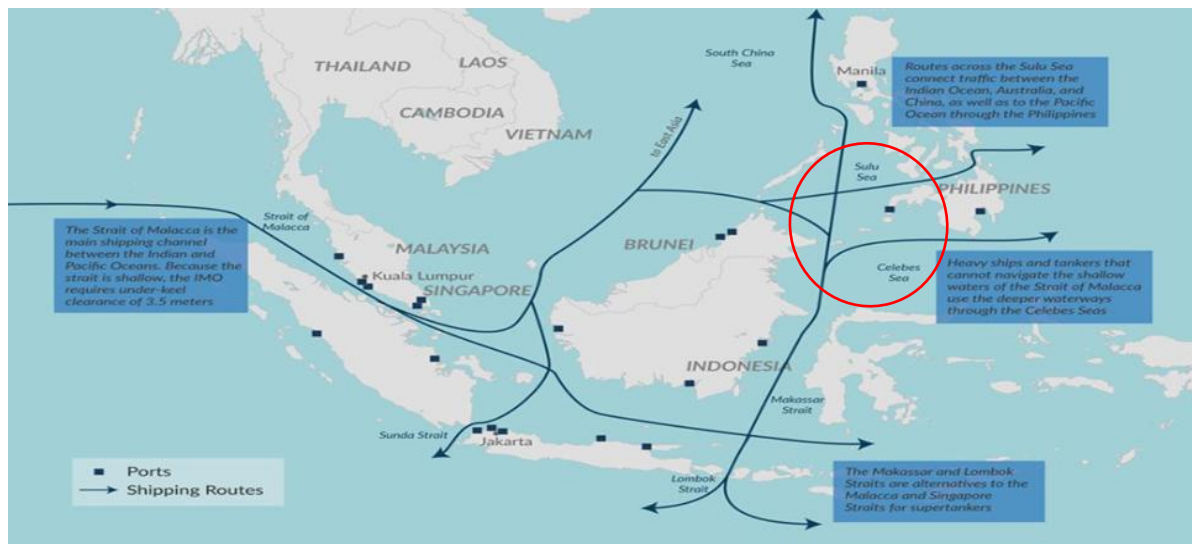 South China
Sea
THAILAND
LAOS
CAMBODIA
VIETNAM
to East Asia
Manila
Routes across the Sulu Sea
connect traffic between the
Indian Ocean, Australia, and
China, as well as to the Pacific
Ocean through the Philippines
Sulu
Sea
PHILIPPINES
Strait of
Malacca
The Strait of Malacca is the
main shipping channel
between the Indian and
Pacific Oceans. Because the
strait is shallow, the IMO
requires under-keel
clearance of 3.5 meters
MALAYSIA
Kuala Lumpur
SINGAPORE
BRUNEI
Celebes
Sea
Heavy ships and tankers that
cannot navigate the shallow
waters of the Strait of Malacca
use the deeper waterways
through the Celebes Seas
INDONESIA
Makassar
Strait
Sunda Strait
Jakarta
Lombok
Strait
The Makassar and Lombok
Straits are alternatives to the
Malacca and Singapore
Straits for supertankers
Ports
Shipping Routes